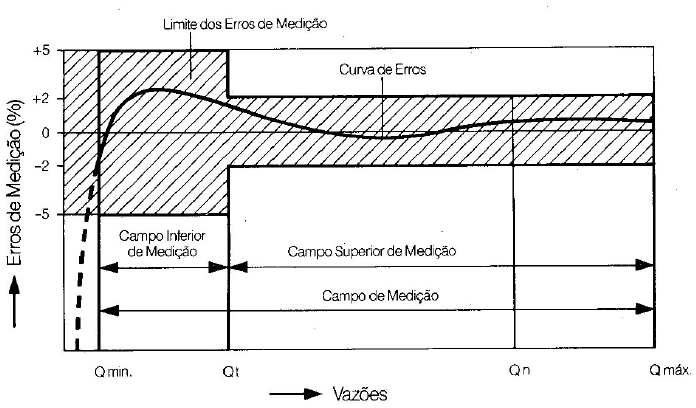 Limite dos Erros de Medição
+5
Curva de Erros
+2
0
−2
−5
Erros de Medição (%)
Campo Inferior
de Medição
Campo Superior de Medição
Campo de Medição
Q min.
Qt
Qn
Q máx.
Vazões